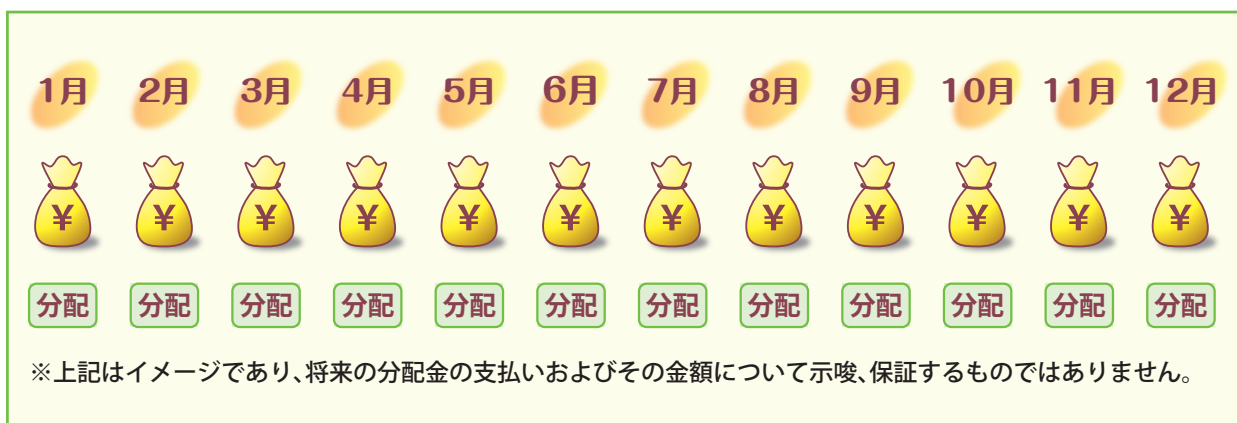 1月 2月 3月 4月 5月 6月 7月 8月 9月 10月 11月 12月
¥ ¥ ¥ ¥ ¥ ¥ ¥ ¥ ¥ ¥ ¥ ¥
分配 分配 分配 分配 分配 分配 分配 分配 分配 分配 分配 分配
※上記はイメージであり、将来の分配金の支払いおよびその金額について示唆、保証するものではありません。